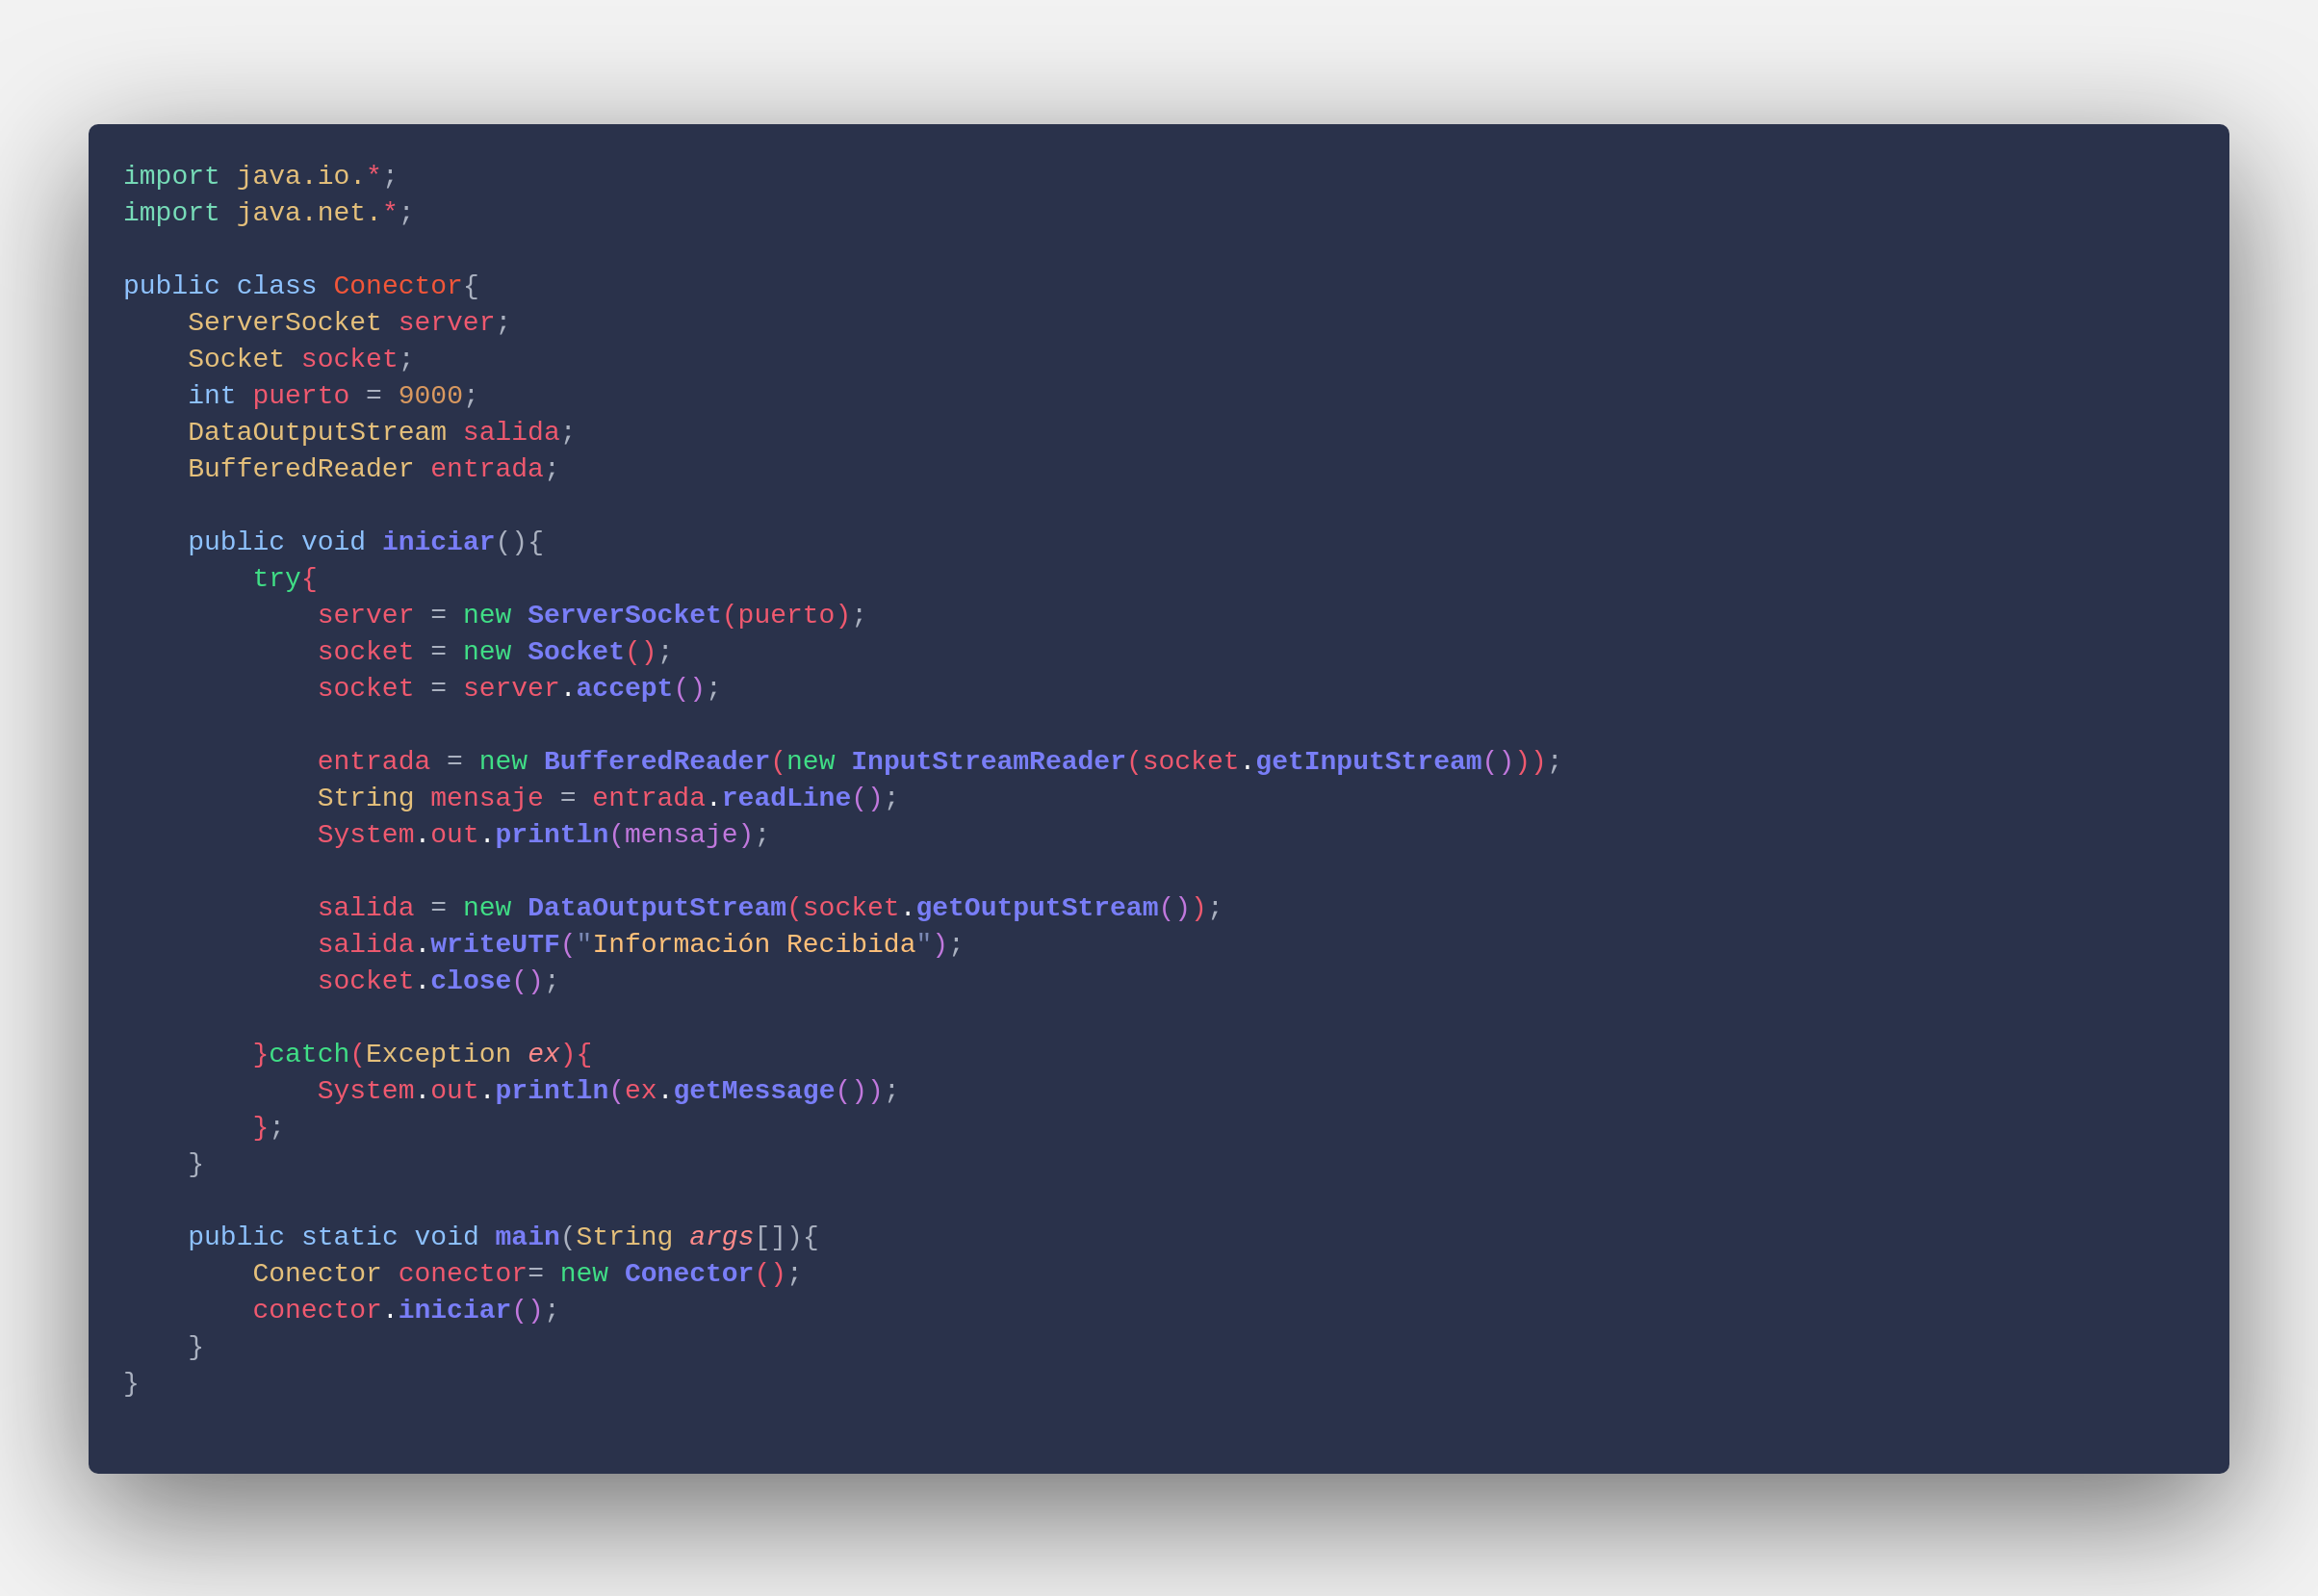 import java.io.*;
import java.net.*;

public class Conector{
    ServerSocket server;
    Socket socket;
    int puerto = 9000;
    DataOutputStream salida;
    BufferedReader entrada;

    public void iniciar(){
        try{
            server = new ServerSocket(puerto);
            socket = new Socket();
            socket = server.accept();

            entrada = new BufferedReader(new InputStreamReader(socket.getInputStream()));
            String mensaje = entrada.readLine();
            System.out.println(mensaje);

            salida = new DataOutputStream(socket.getOutputStream());
            salida.writeUTF("Información Recibida");
            socket.close();

        }catch(Exception ex){
            System.out.println(ex.getMessage());
        };
    }

    public static void main(String args[]){
        Conector conector= new Conector();
        conector.iniciar();
    }
}